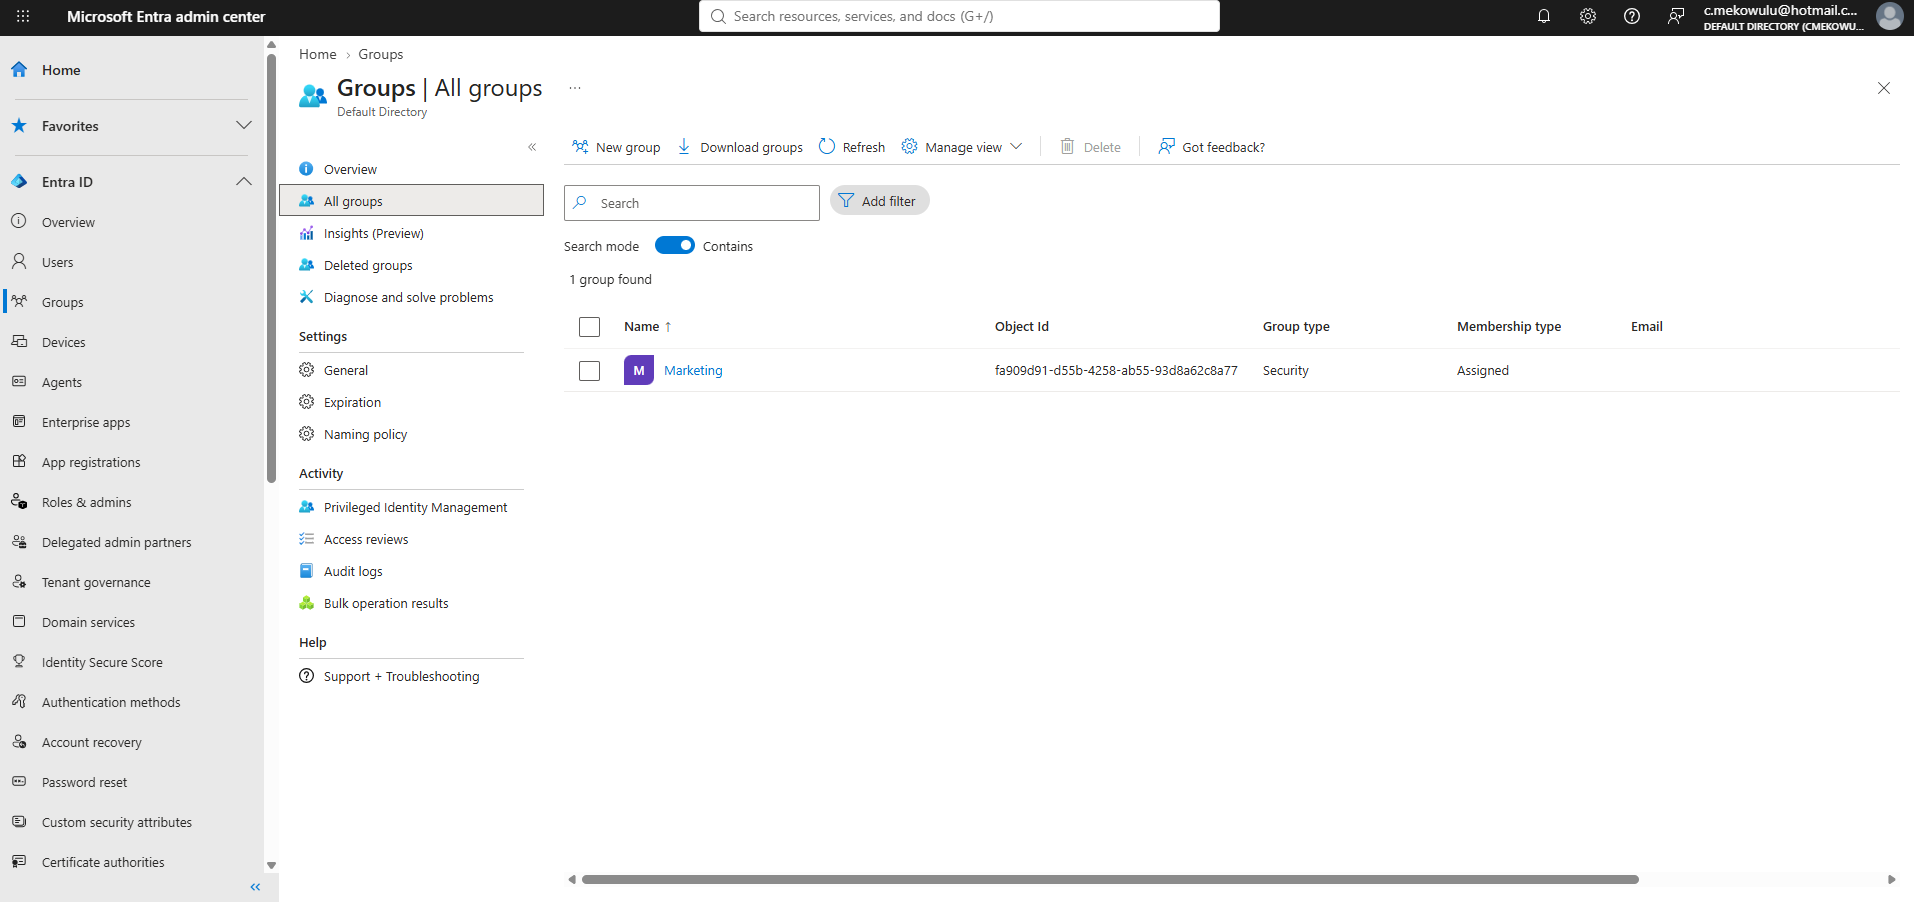 Microsoft Entra admin center
Search resources, services, and docs (G+/)
c.mekowulu@hotmail.c...
DEFAULT DIRECTORY (CMEKOWU...
Home
Favorites
Entra ID
Overview
Users
Groups
Devices
Agents
Enterprise apps
App registrations
Roles & admins
Delegated admin partners
Tenant governance
Domain services
Identity Secure Score
Authentication methods
Account recovery
Password reset
Custom security attributes
Certificate authorities
Home > Groups
Groups | All groups ...
Default Directory
Overview
All groups
Insights (Preview)
Deleted groups
Diagnose and solve problems
Settings
General
Expiration
Naming policy
Activity
Privileged Identity Management
Access reviews
Audit logs
Bulk operation results
Help
Support + Troubleshooting
New group Download groups Refresh Manage view Delete Got feedback?
Search Add filter
Search mode Contains
1 group found
Name ↑ Object Id Group type Membership type Email
M Marketing fa909d91-d55b-4258-ab55-93d8a62c8a77 Security Assigned